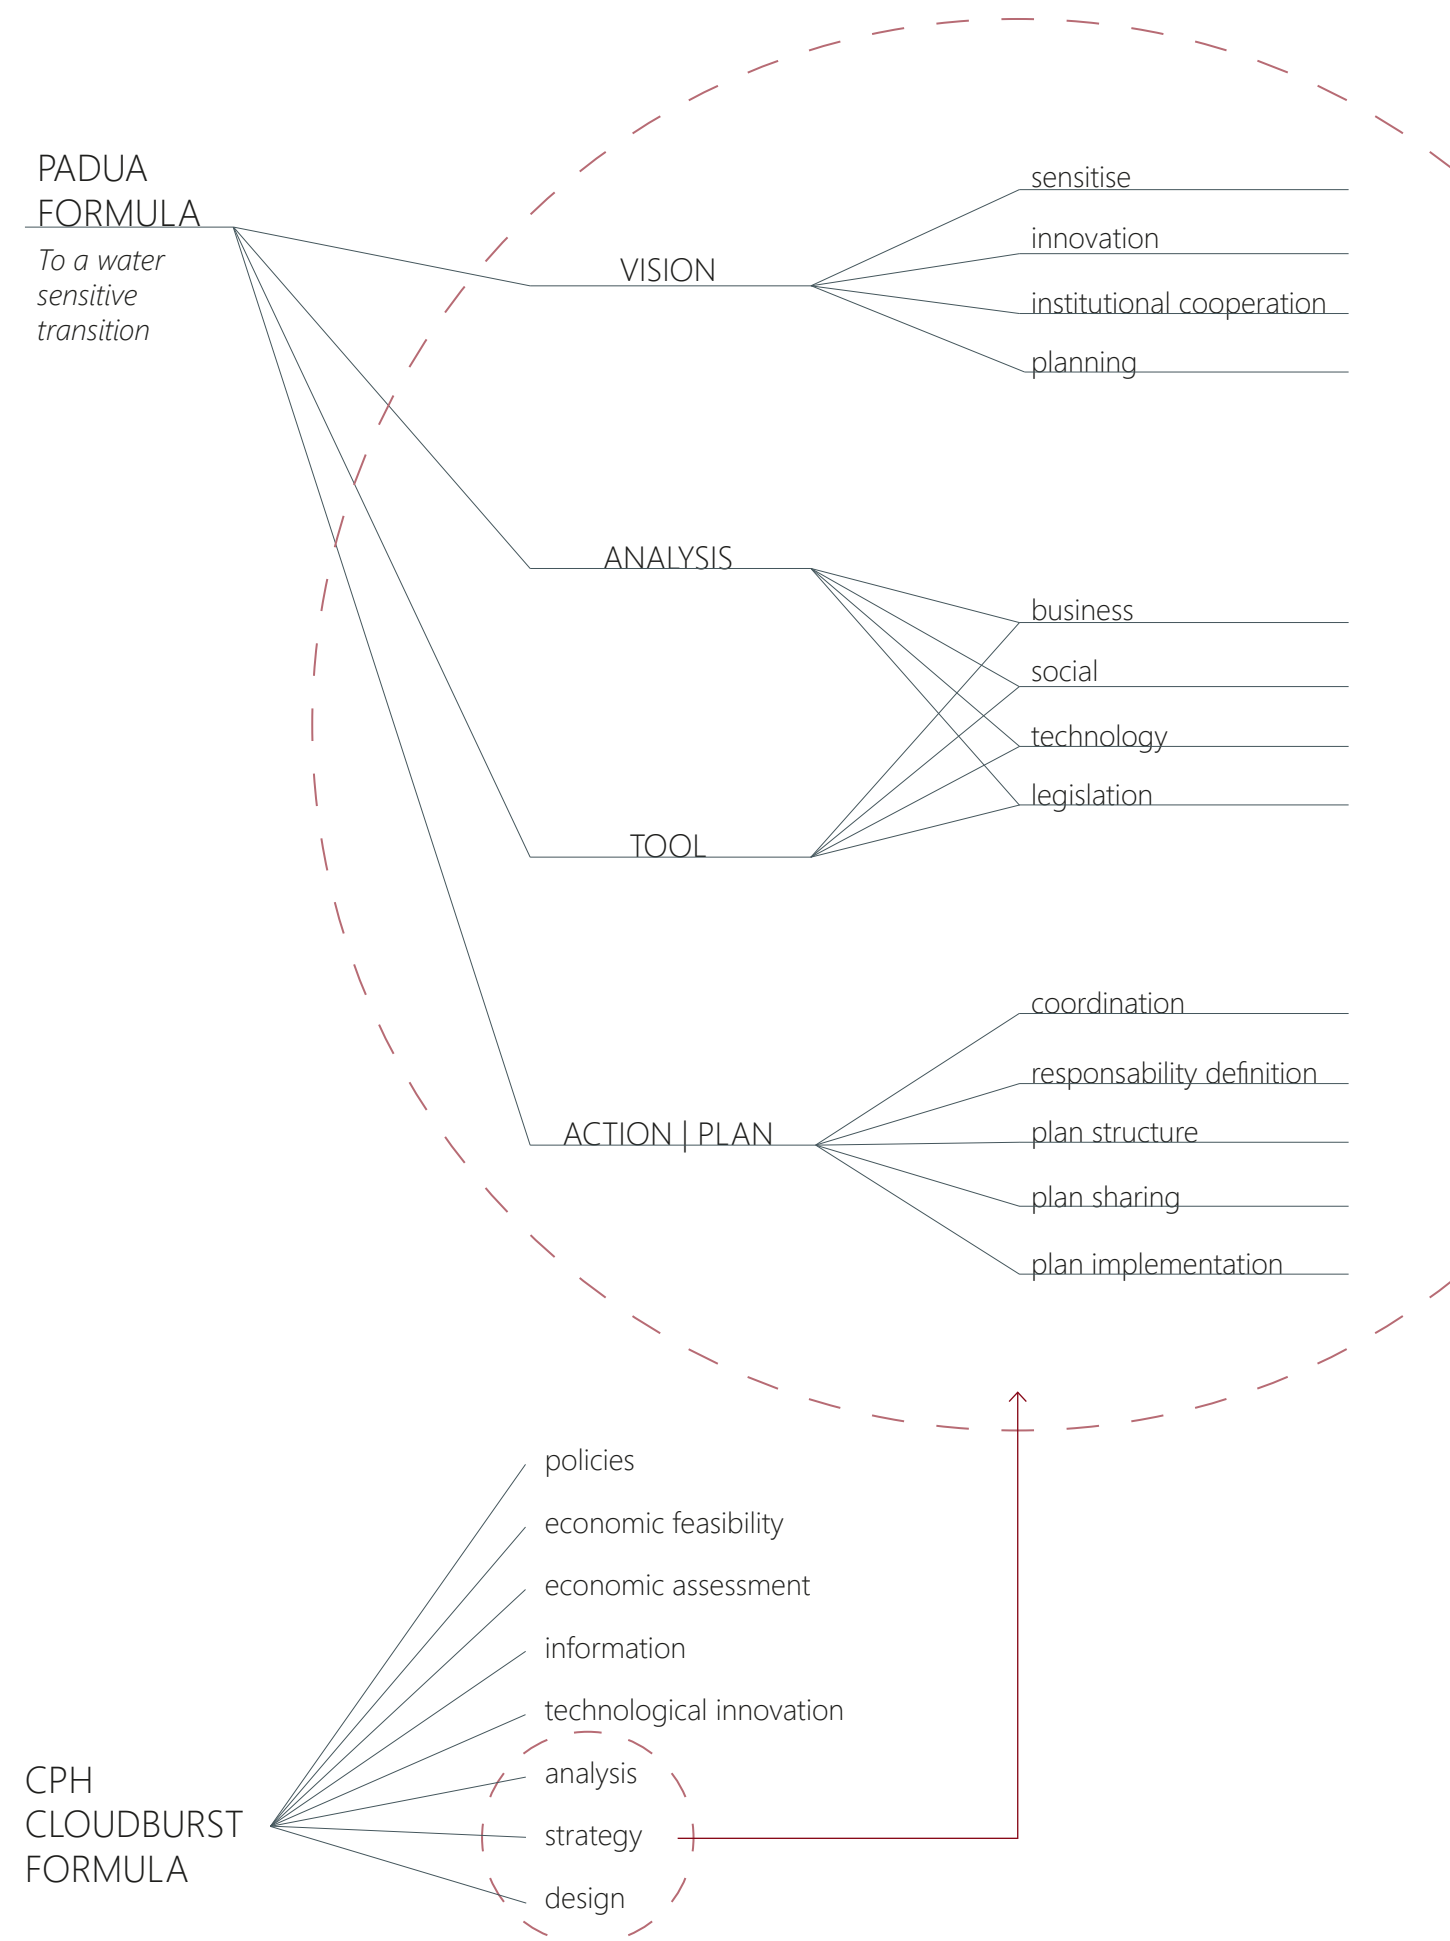 PADUA
FORMULA
To a water
sensitive
transition
VISION
sensitise
innovation
institutional cooperation
planning
ANALYSIS
business
social
technology
legislation
TOOL
ACTION | PLAN
coordination
responsability definition
plan structure
plan sharing
plan implementation
CPH
CLOUDBURST
FORMULA
policies
economic feasibility
economic assessment
information
technological innovation
analysis
strategy
design